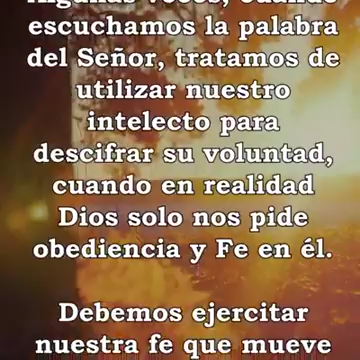 Algunas veces, cuando
escuchamos la palabra
del Señor, tratamos de
utilizar nuestro
intelecto para
descifrar su voluntad,
cuando en realidad
Dios solo nos pide
obediencia y Fe en él.
Debemos ejercitar
nuestra fe que mueve